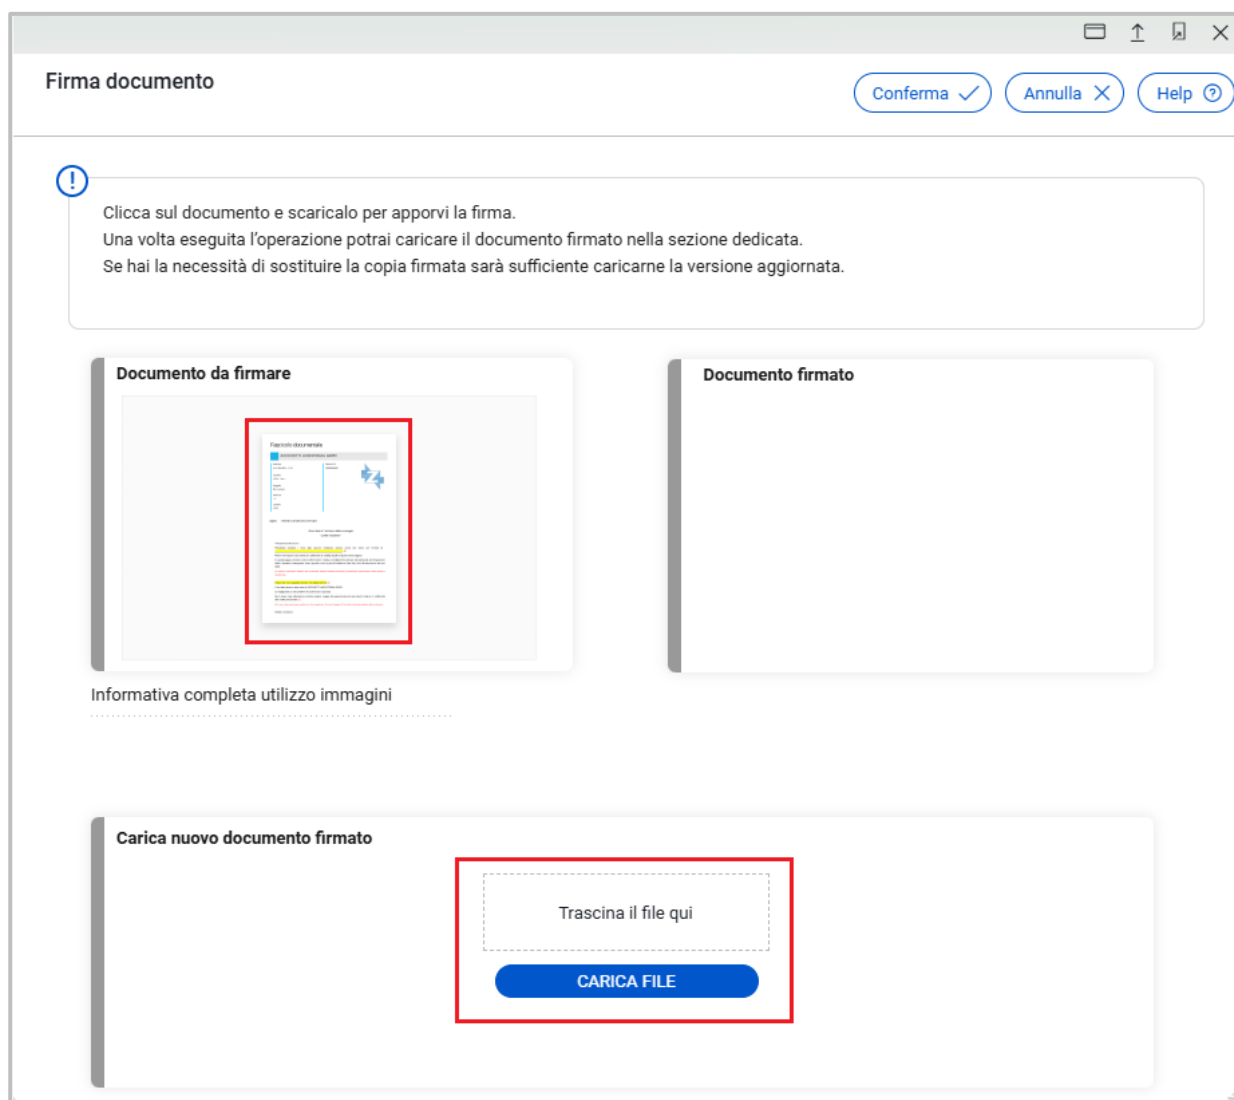 Firma documento
Conferma
Annulla
Help
Clicca sul documento e scaricalo per apporvi la firma.
Una volta eseguita l'operazione potrai caricare il documento firmato nella sezione dedicata.
Se hai la necessità di sostituire la copia firmata sarà sufficiente caricarne la versione aggiornata.
Documento da firmare
Documento firmato
Fascicolo documentale
Informativa completa utilizzo immagini
Carica nuovo documento firmato
Trascina il file qui
CARICA FILE